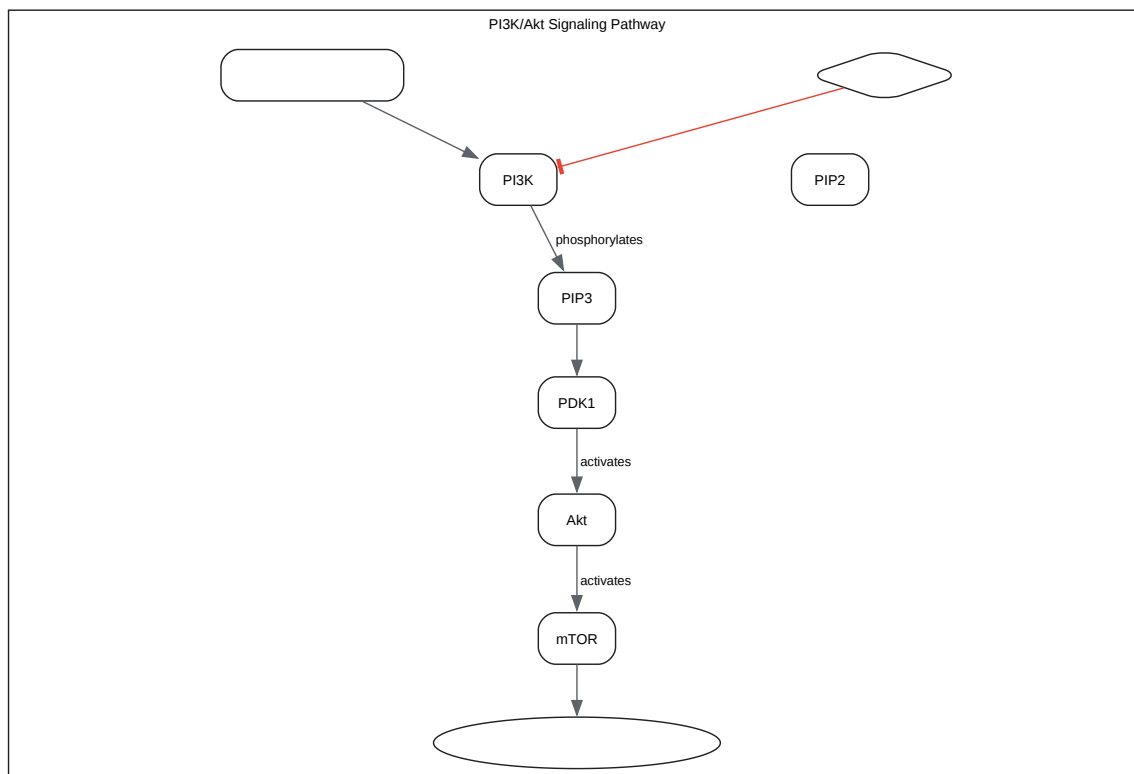 PI3K/Akt Signaling Pathway
PI3K
PIP2
phosphorylates
PIP3
PDK1
activates
Akt
activates
mTOR